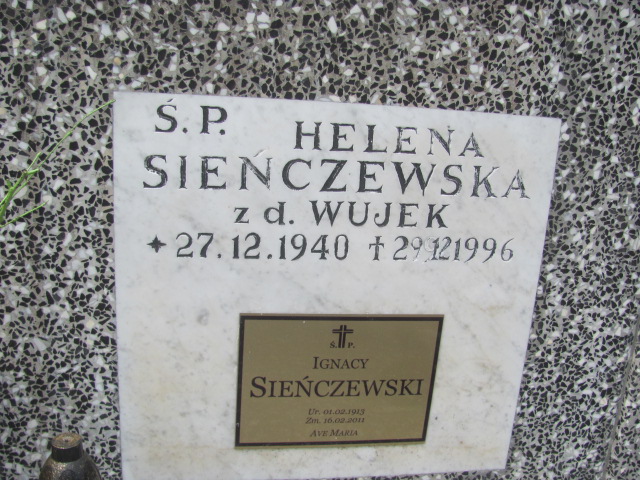 Ś.P. HELENA
SIEŃCZEWSKA
z d. WUJEK
27.12.1940 † 29.12.1996
Ś. P.
IGNACY
SIEŃCZEWSKI
Ur. 01.02.1915
Zm. 16.02.2011
AVE MARIA